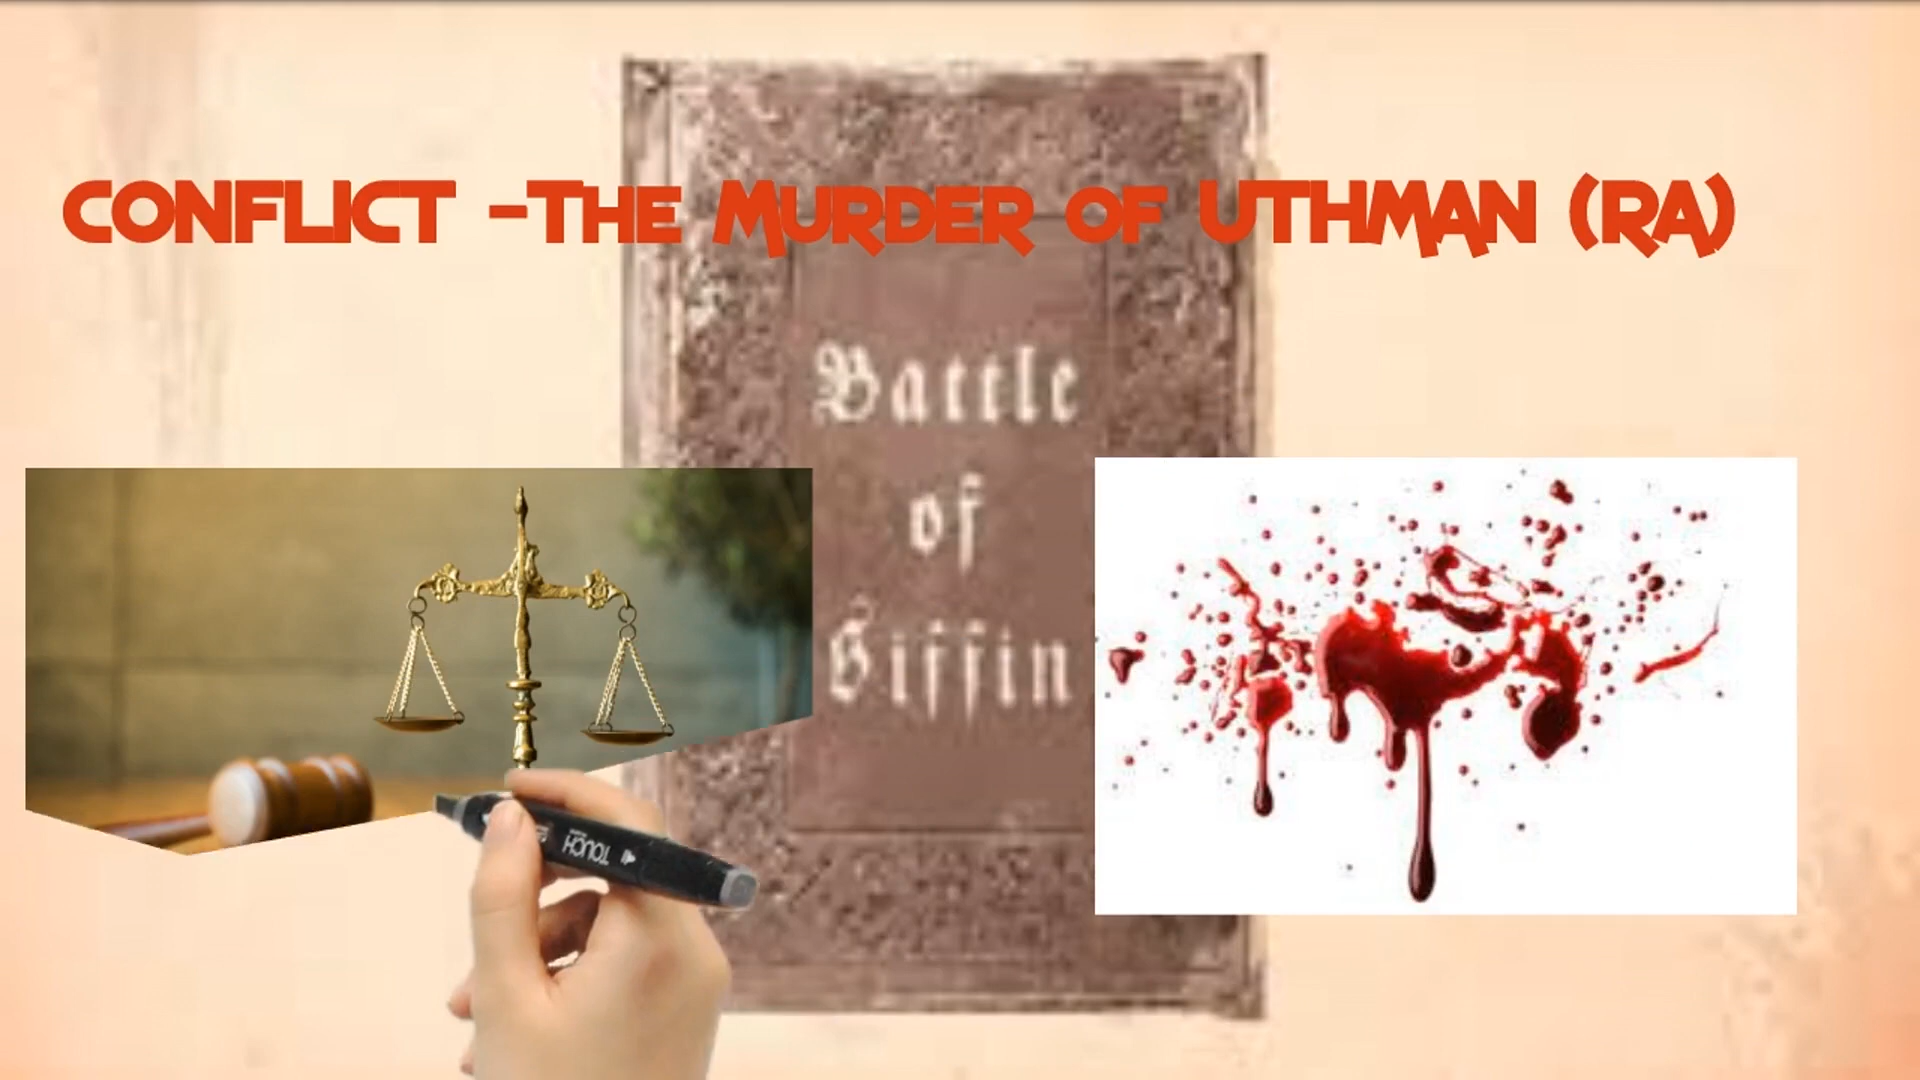 CONFLICT -THE MURDER OF UTHMAN (RA)
Battle
of
Siffin
TOUCH